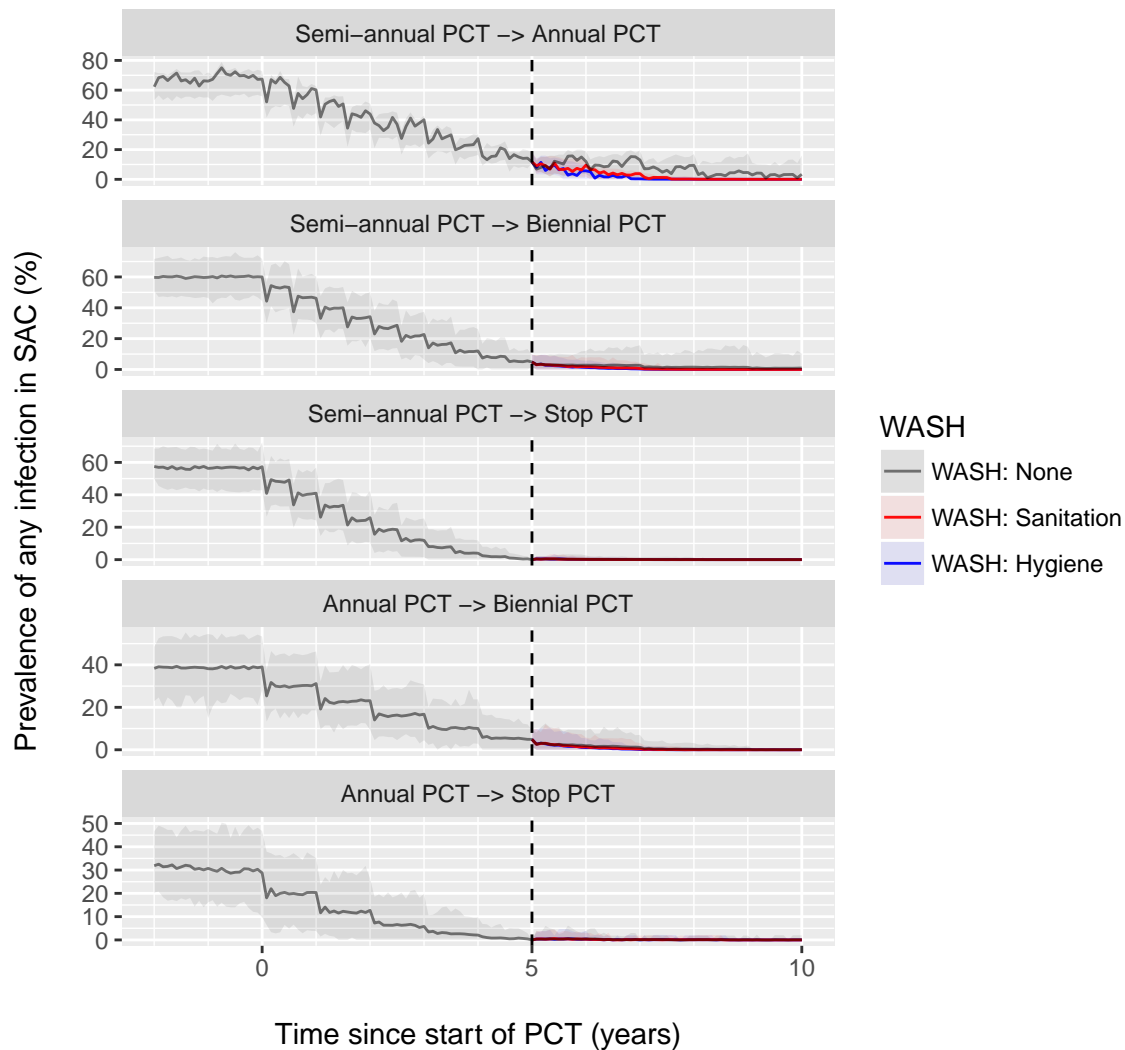 Semi−annual PCT −> Annual PCT
80
60
40
20
0
Semi−annual PCT −> Biennial PCT
60
40
20
0
Semi−annual PCT −> Stop PCT
60
40
20
0
Annual PCT −> Biennial PCT
40
20
0
Annual PCT −> Stop PCT
50
40
30
20
10
0
0 5 10
Time since start of PCT (years)
Prevalence of any infection in SAC (%)
WASH
WASH: None
WASH: Sanitation
WASH: Hygiene